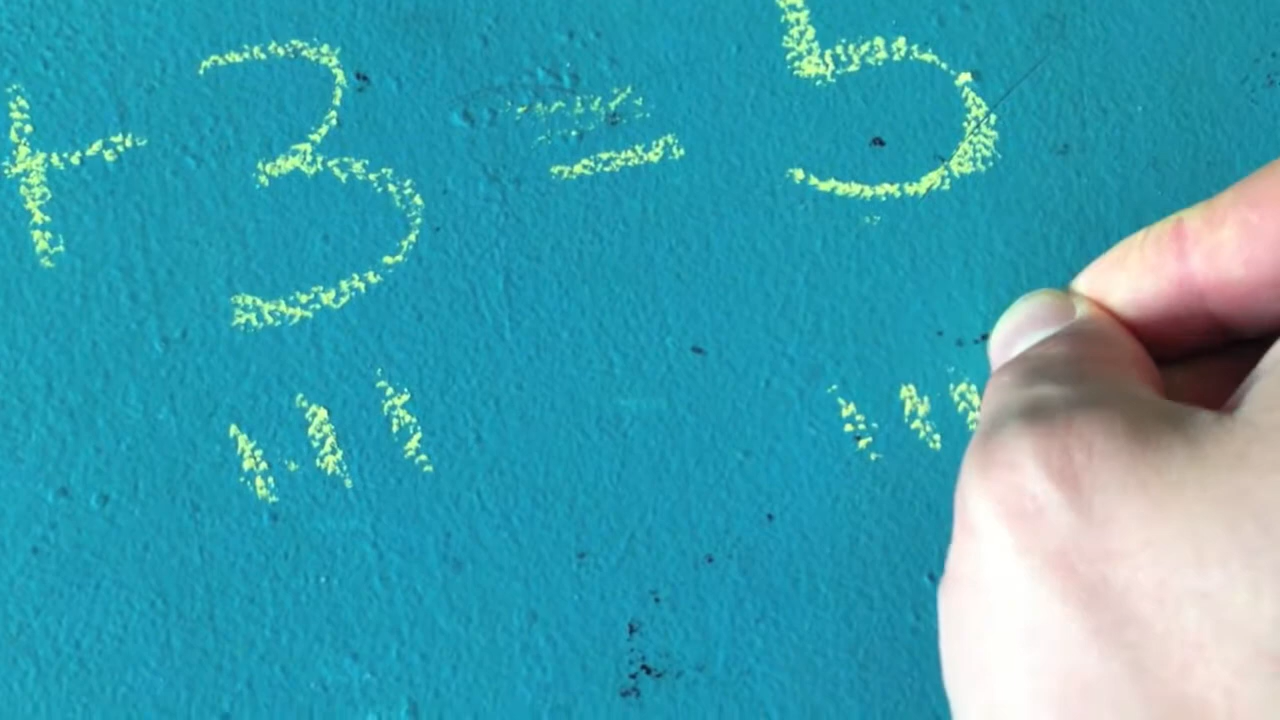 + 3 = 5
||| |||